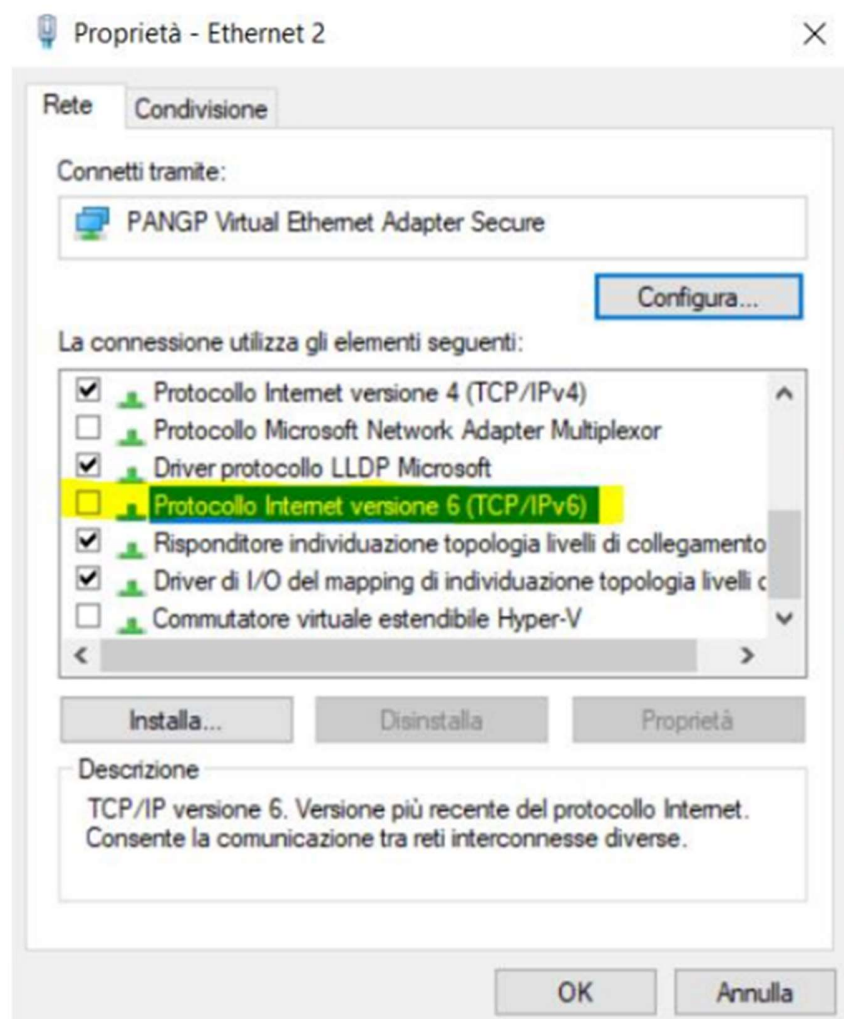 Proprietà - Ethernet 2
Rete
Condivisione
Connetti tramite:
PANGP Virtual Ethernet Adapter Secure
Configura...
La connessione utilizza gli elementi seguenti:
Protocollo Internet versione 4 (TCP/IPv4)
Protocollo Microsoft Network Adapter Multiplexor
Driver protocollo LLDP Microsoft
Protocollo Internet versione 6 (TCP/IPv6)
Risponditore individuazione topologia livelli di collegamento
Driver di I/O del mapping di individuazione topologia livelli
Commutatore virtuale estendibile Hyper-V
Installa...
Disinstalla
Proprietà
Descrizione
TCP/IP versione 6. Versione più recente del protocollo Internet.
Consente la comunicazione tra reti interconnesse diverse.
OK
Annulla